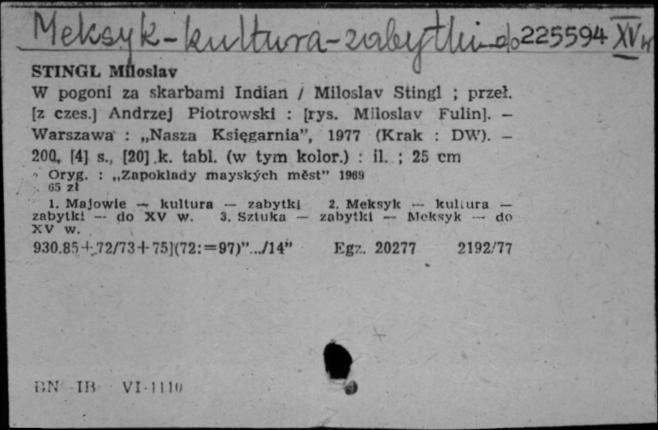 Meksyk-kultura-zabytki-do 225594 XV w
STINGL Miloslav
W pogoni za skarbami Indian / Miloslav Stingl ; przeł.
[z czes.] Andrzej Piotrowski : [rys. Miloslav Fulin]. —
Warszawa : „Nasza Księgarnia”, 1977 (Krak : DW). —
200, [4] s., [20] k. tabl. (w tym kolor.) : il. ; 25 cm
Oryg. : „Zapoklady mayských měst” 1969
65 zł
1. Majowie — kultura — zabytki 2. Meksyk — kultura —
zabytki — do XV w. 3. Sztuka — zabytki — Meksyk — do
XV w.
930.85+72/73+75](72:=97)”.../14” Egz. 20277 2192/77
BN IB VI-1110